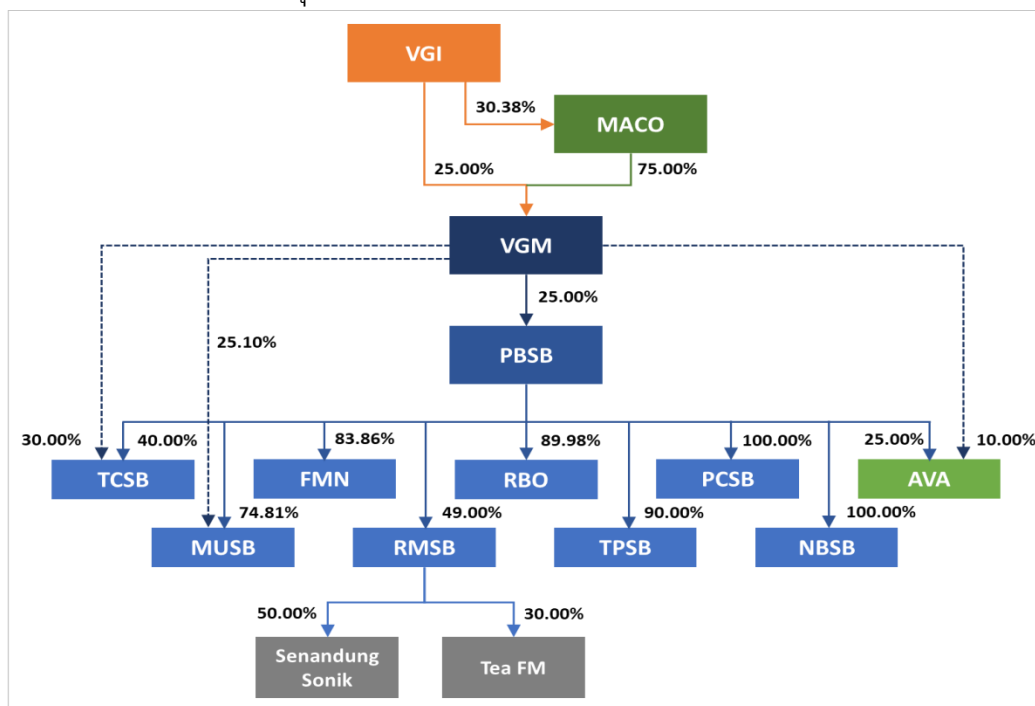 VGI
30.38%
MACO
25.00%
75.00%
VGM
25.00%
25.10%
PBSB
30.00%
40.00%
83.86%
89.98%
100.00%
25.00%
10.00%
TCSB
FMN
RBO
PCSB
AVA
74.81%
49.00%
90.00%
100.00%
MUSB
RMSB
TPSB
NBSB
50.00%
30.00%
Senandung
Sonik
Tea FM